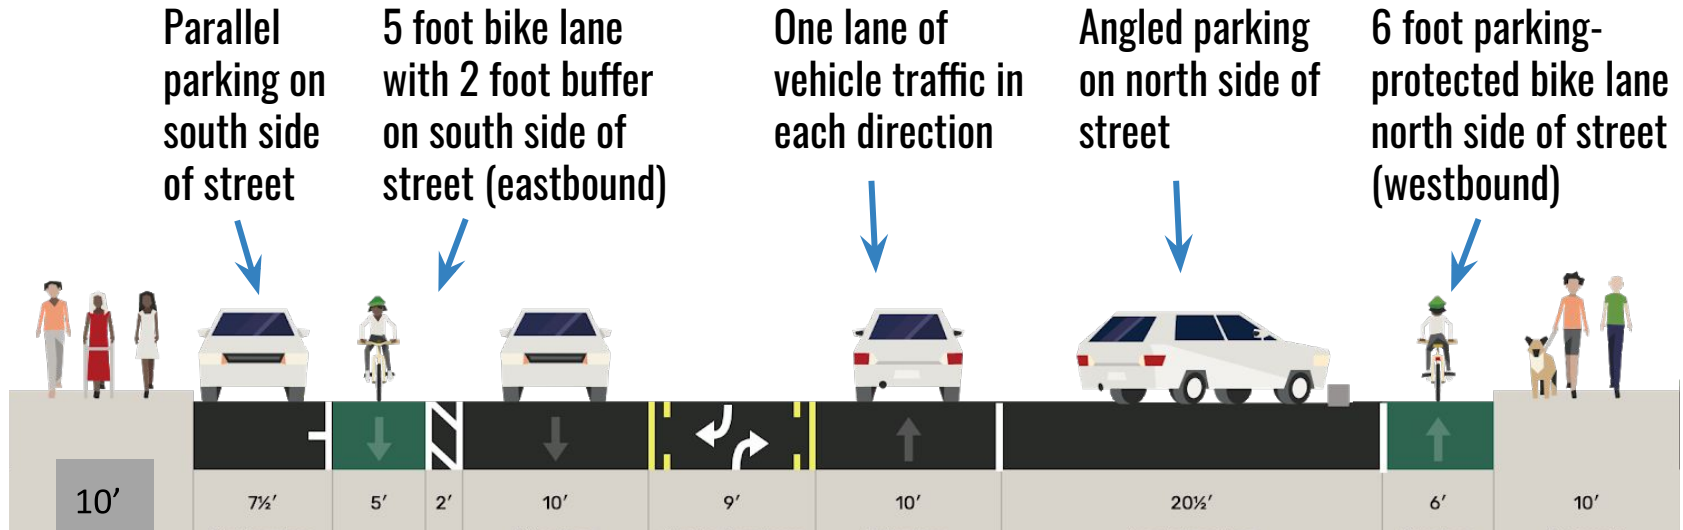 Parallel
parking on
south side
of street
5 foot bike lane
with 2 foot buffer
on south side of
street (eastbound)
One lane of
vehicle traffic in
each direction
Angled parking
on north side of
street
6 foot parking-
protected bike lane
north side of street
(westbound)
10’
7½’
5’
2’
10’
9’
10’
20½’
6’
10’